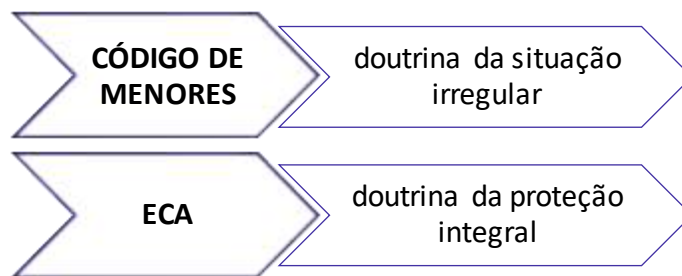 CÓDIGO DE
MENORES
doutrina da situação
irregular
ECA
doutrina da proteção
integral